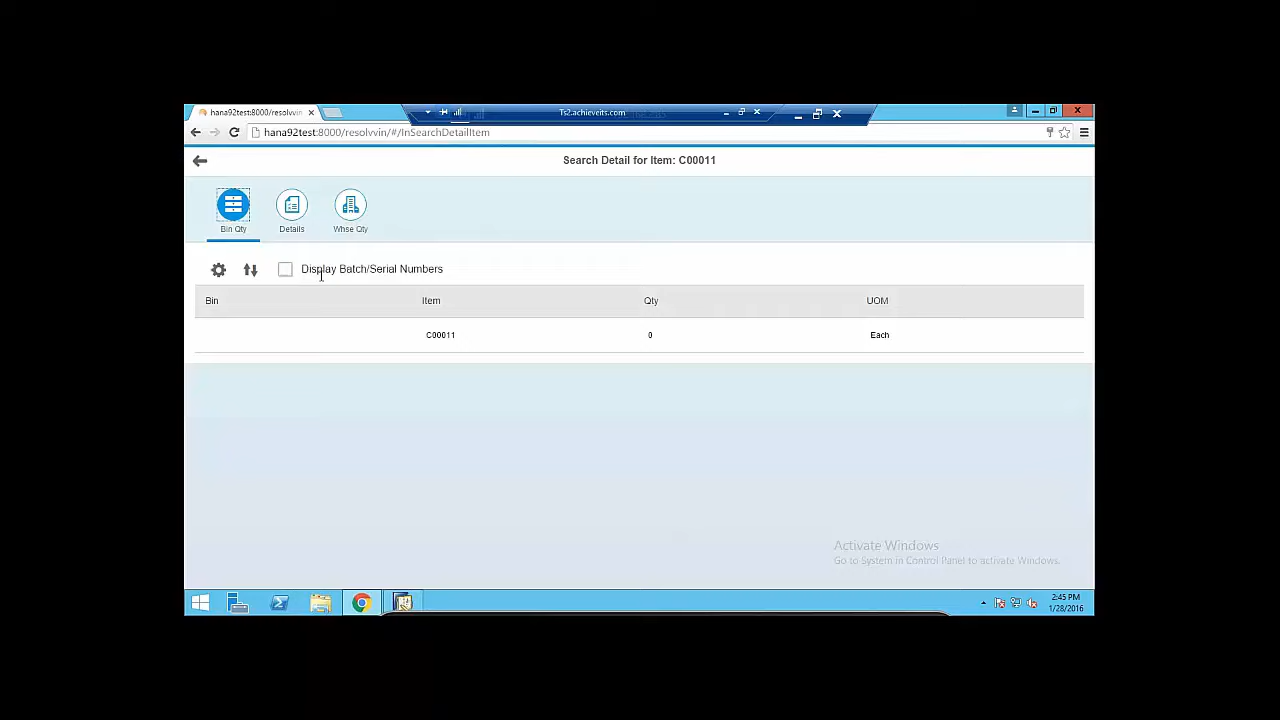 hana92test:8000/resolvvin
Ts2.achieveits.com
hana92test:8000/resolvvin/#/InSearchDetailItem
Search Detail for Item: C00011
Bin Qty
Details
Whse Qty
Display Batch/Serial Numbers
Bin Item Qty UOM
C00011 0 Each
Activate Windows
Go to System in Control Panel to activate Windows.
2:45 PM
1/28/2016